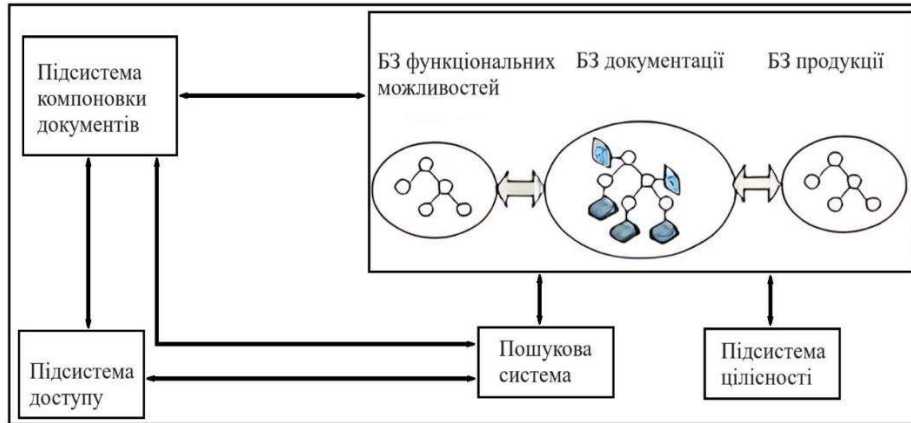 Підсистема
компоновки
документів
БЗ функціональних
можливостей
БЗ документації
БЗ продукції
Підсистема
доступу
Пошукова
система
Підсистема
цілісності